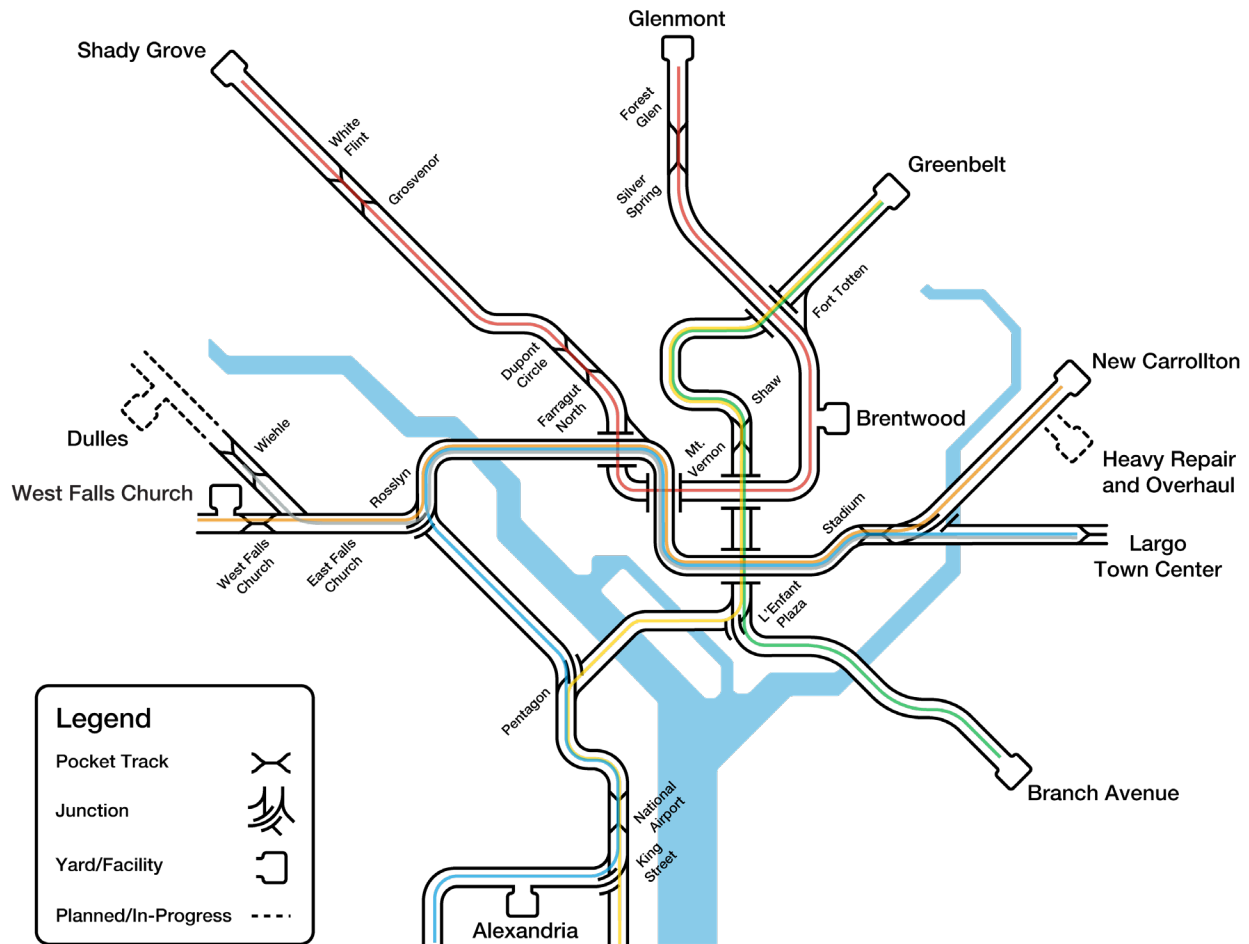 Glenmont
Shady Grove
Forest
Glen
White
Flint
Grosvenor
Silver
Spring
Greenbelt
Fort Totten
Dupont
Circle
Farragut
North
Shaw
New Carrollton
Mt.
Vernon
Brentwood
Dulles
Wiehle
Rosslyn
Heavy Repair
and Overhaul
West Falls Church
Stadium
West Falls
Church
East Falls
Church
Largo
Town Center
L'Enfant
Plaza
Pentagon
Branch Avenue
National
Airport
King
Street
Alexandria
Legend
Pocket Track
Junction
Yard/Facility
Planned/In-Progress